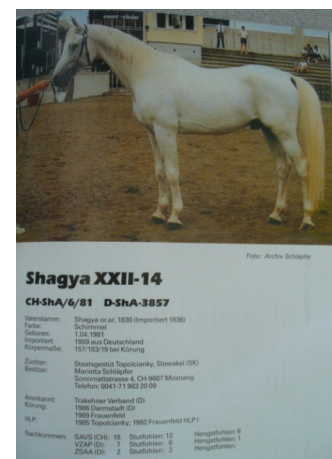 Foto: Archiv Schläpfer
Shagya XXII-14
CH-ShA/6/81 D-ShA-3857
Vaterstamm: Shagya or.ar. 1830 (Importiert 1836)
Farbe: Schimmel
Geboren: 1.04.1981
Importiert: 1989 aus Deutschland
Körpermaße: 157/183/19 bei Körung
Züchter: Staatsgestüt Topolcianky, Slowakei (SK)
Besitzer: Marietta Schläpfer
Sonnmattstrasse 4, CH-9607 Mosnang
Telefon: 0041-71 983 20 09
Anerkannt: Trakehner Verband (D)
Körung: 1986 Darmstadt (D)
1989 Frauenfeld
HLP: 1985 Topolcianky; 1992 Frauenfeld HLP I
Nachkommen: SAVS (CH): 18 Stutfohlen: 12 Hengstfohlen: 6
VZAP (D): 7 Stutfohlen: 6 Hengstfohlen: 1
ZSAA (D): 2 Stutfohlen: 2 Hengstfohlen: